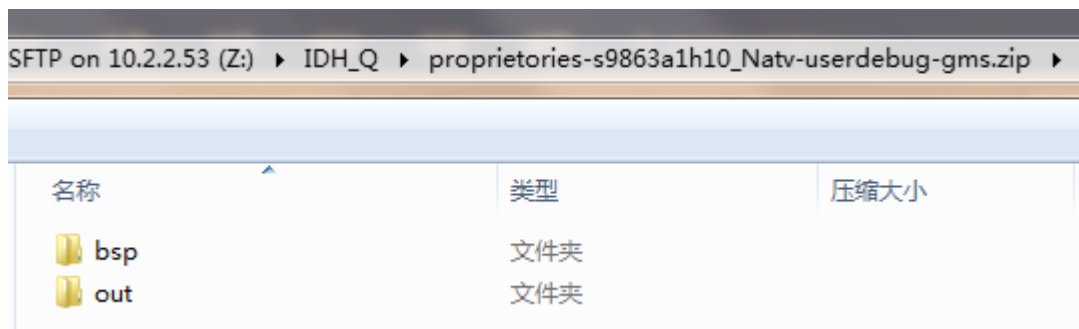 SFTP on 10.2.2.53 (Z:) ▸ IDH_Q ▸ proprietories-s9863a1h10_Natv-userdebug-gms.zip ▸
名称 类型 压缩大小
bsp 文件夹
out 文件夹